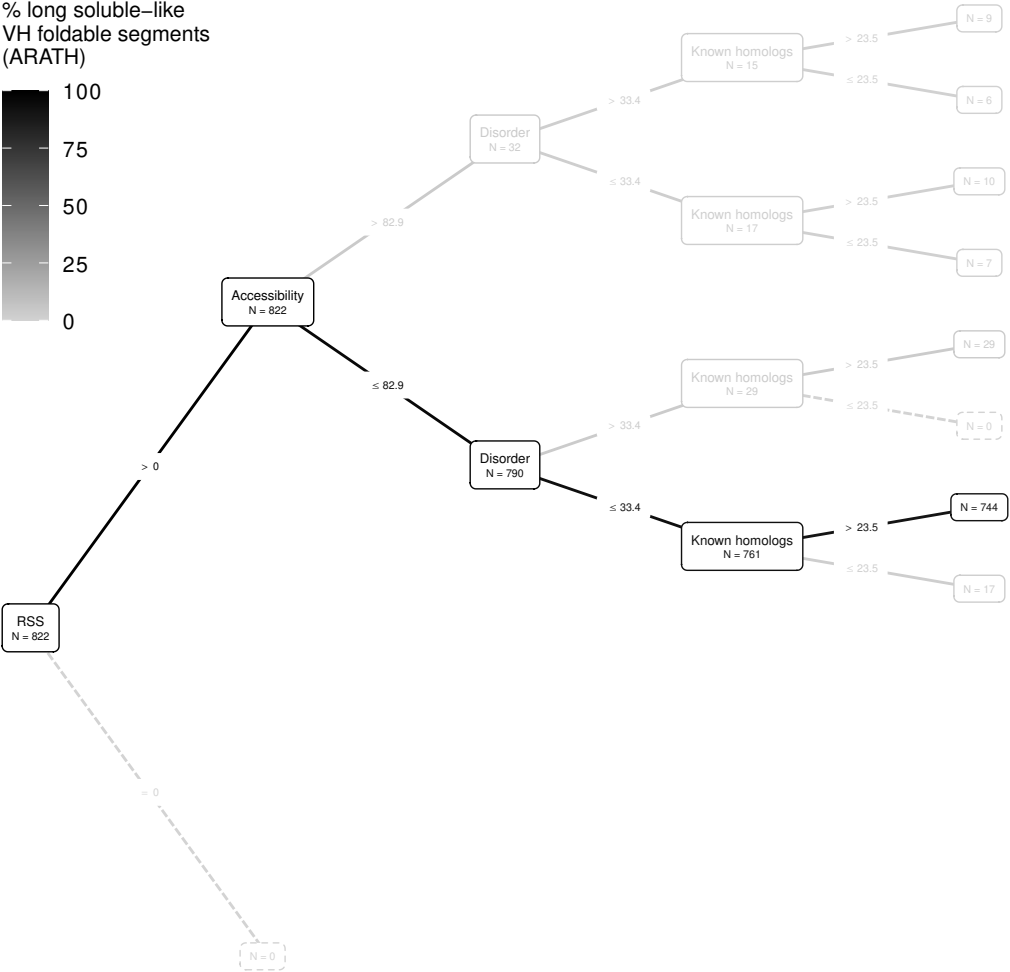 % long soluble−like
VH foldable segments
(ARATH)
100
75
50
25
0
RSS
N = 822
> 0
= 0
N = 0
Accessibility
N = 822
> 82.9
≤ 82.9
Disorder
N = 32
> 33.4
≤ 33.4
Known homologs
N = 15
> 23.5
≤ 23.5
N = 9
N = 6
Known homologs
N = 17
> 23.5
≤ 23.5
N = 10
N = 7
Disorder
N = 790
> 33.4
≤ 33.4
Known homologs
N = 29
> 23.5
≤ 23.5
N = 29
N = 0
Known homologs
N = 761
> 23.5
≤ 23.5
N = 744
N = 17